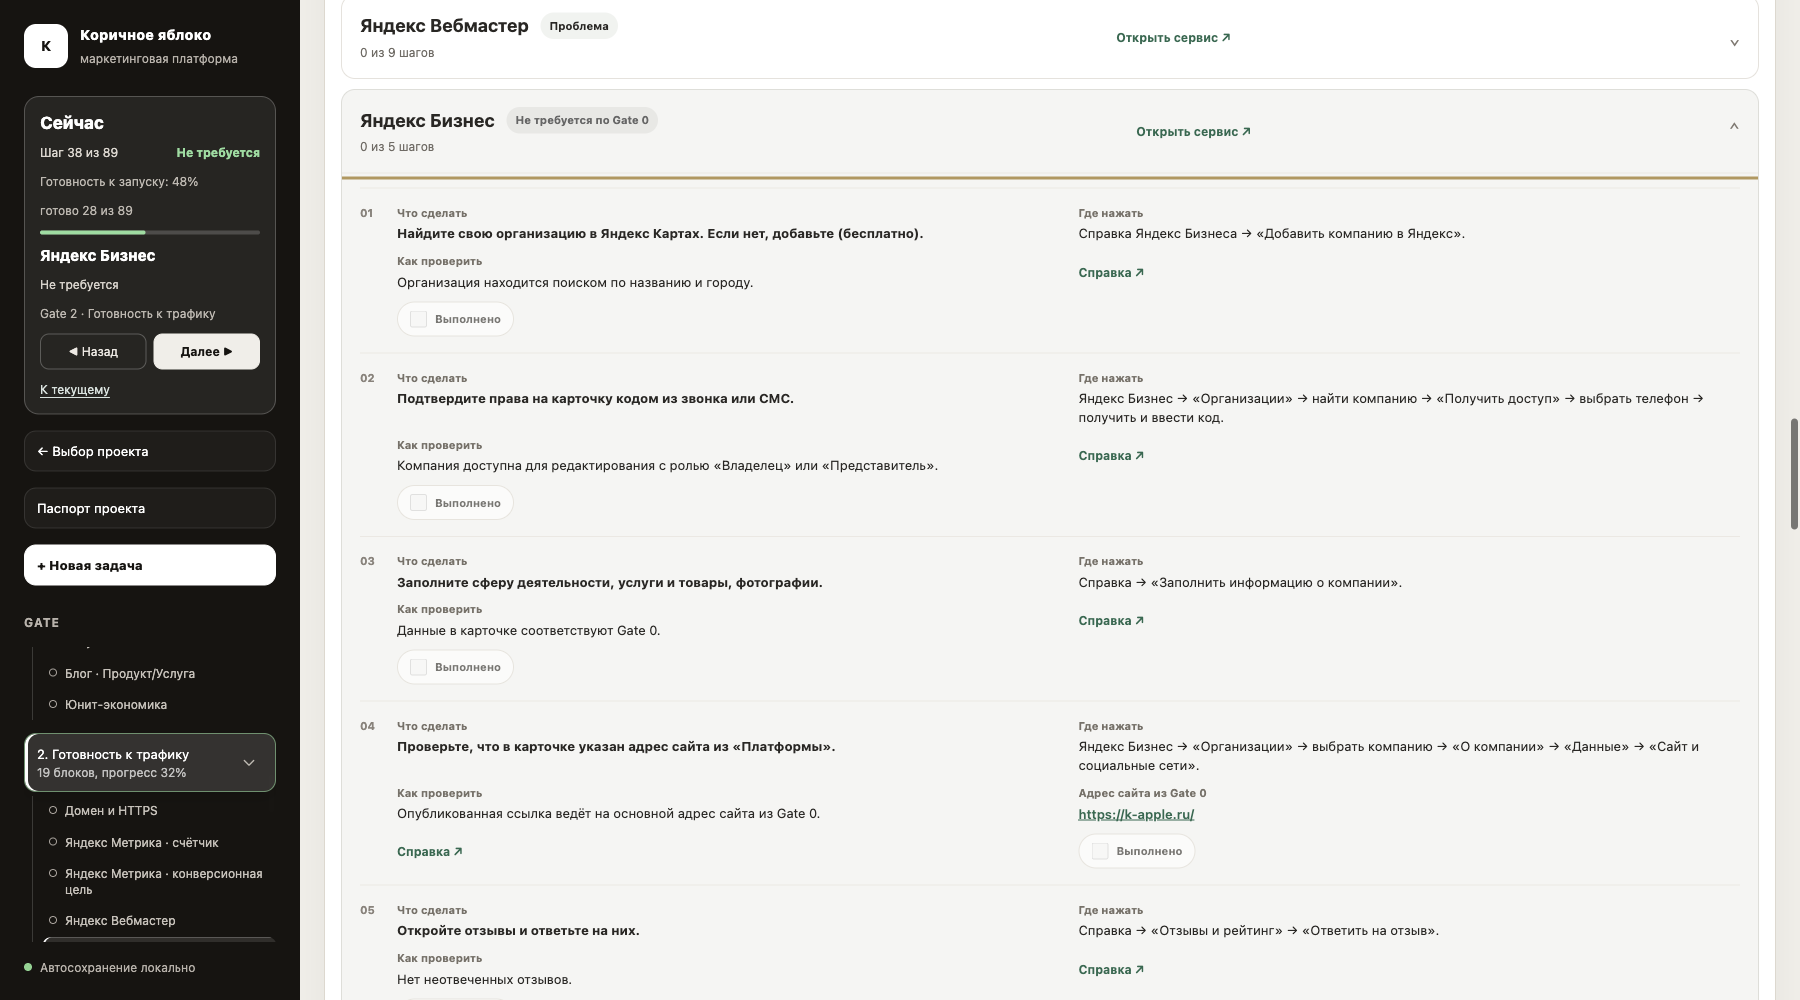 К
Коричное яблоко
маркетинговая платформа
Сейчас
Шаг 38 из 89
Не требуется
Готовность к запуску: 48%
готово 28 из 89
Яндекс Бизнес
Не требуется
Gate 2 · Готовность к трафику
◀ Назад
Далее ▶
К текущему
← Выбор проекта
Паспорт проекта
+ Новая задача
GATE
Блог · Продукт/Услуга
Юнит-экономика
2. Готовность к трафику
19 блоков, прогресс 32%
Домен и HTTPS
Яндекс Метрика · счётчик
Яндекс Метрика · конверсионная
цель
Яндекс Вебмастер
Автосохранение локально
Яндекс Вебмастер
Проблема
0 из 9 шагов
Открыть сервис ↗
Яндекс Бизнес
Не требуется по Gate 0
0 из 5 шагов
Открыть сервис ↗
01
Что сделать
Найдите свою организацию в Яндекс Картах. Если нет, добавьте (бесплатно).
Как проверить
Организация находится поиском по названию и городу.
Выполнено
Где нажать
Справка Яндекс Бизнеса → «Добавить компанию в Яндекс».
Справка ↗
02
Что сделать
Подтвердите права на карточку кодом из звонка или СМС.
Как проверить
Компания доступна для редактирования с ролью «Владелец» или «Представитель».
Выполнено
Где нажать
Яндекс Бизнес → «Организации» → найти компанию → «Получить доступ» → выбрать телефон →
получить и ввести код.
Справка ↗
03
Что сделать
Заполните сферу деятельности, услуги и товары, фотографии.
Как проверить
Данные в карточке соответствуют Gate 0.
Выполнено
Где нажать
Справка → «Заполнить информацию о компании».
Справка ↗
04
Что сделать
Проверьте, что в карточке указан адрес сайта из «Платформы».
Как проверить
Опубликованная ссылка ведёт на основной адрес сайта из Gate 0.
Справка ↗
Где нажать
Яндекс Бизнес → «Организации» → выбрать компанию → «О компании» → «Данные» → «Сайт и
социальные сети».
Адрес сайта из Gate 0
https://k-apple.ru/
Выполнено
05
Что сделать
Откройте отзывы и ответьте на них.
Как проверить
Нет неотвеченных отзывов.
Где нажать
Справка → «Отзывы и рейтинг» → «Ответить на отзыв».
Справка ↗